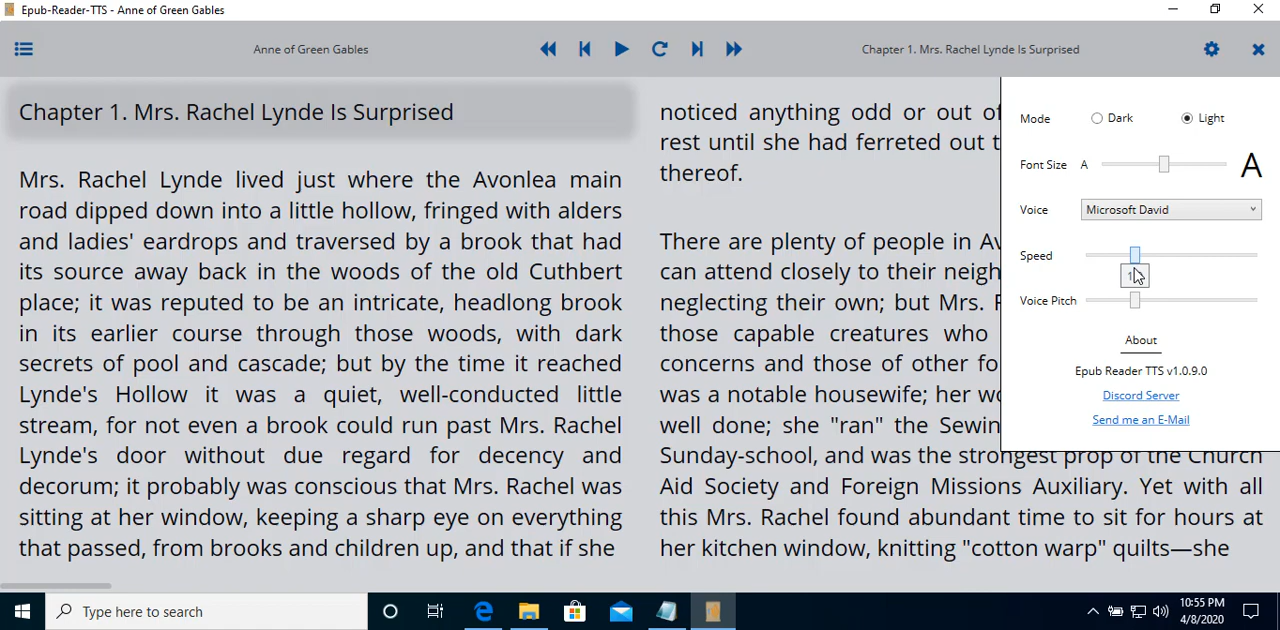 Epub-Reader-TTS - Anne of Green Gables
Anne of Green Gables
Chapter 1. Mrs. Rachel Lynde Is Surprised
Chapter 1. Mrs. Rachel Lynde Is Surprised
Mrs. Rachel Lynde lived just where the Avonlea main
road dipped down into a little hollow, fringed with alders
and ladies' eardrops and traversed by a brook that had
its source away back in the woods of the old Cuthbert
place; it was reputed to be an intricate, headlong brook
in its earlier course through those woods, with dark
secrets of pool and cascade; but by the time it reached
Lynde's Hollow it was a quiet, well-conducted little
stream, for not even a brook could run past Mrs. Rachel
Lynde's door without due regard for decency and
decorum; it probably was conscious that Mrs. Rachel was
sitting at her window, keeping a sharp eye on everything
that passed, from brooks and children up, and that if she
noticed anything odd or out of
rest until she had ferreted out t
thereof.
There are plenty of people in Av
can attend closely to their neigh
neglecting their own; but Mrs. R
those capable creatures who
concerns and those of other fo
was a notable housewife; her wo
well done; she "ran" the Sewin
Sunday-school, and was the strongest prop of the Church
Aid Society and Foreign Missions Auxiliary. Yet with all
this Mrs. Rachel found abundant time to sit for hours at
her kitchen window, knitting "cotton warp" quilts—she
Mode Dark Light
Font Size A A
Voice Microsoft David
Speed
Voice Pitch
About
Epub Reader TTS v1.0.9.0
Discord Server
Send me an E-Mail
Type here to search
10:55 PM
4/8/2020